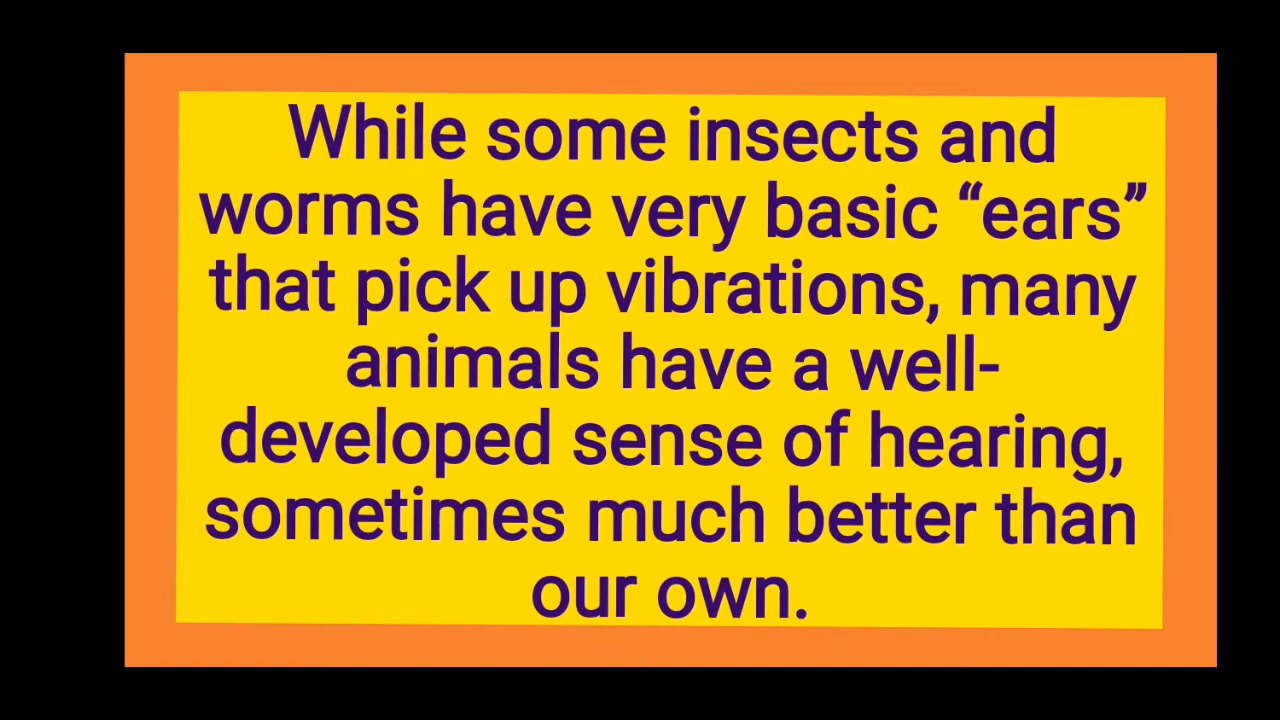 While some insects and
worms have very basic “ears”
that pick up vibrations, many
animals have a well-
developed sense of hearing,
sometimes much better than
our own.